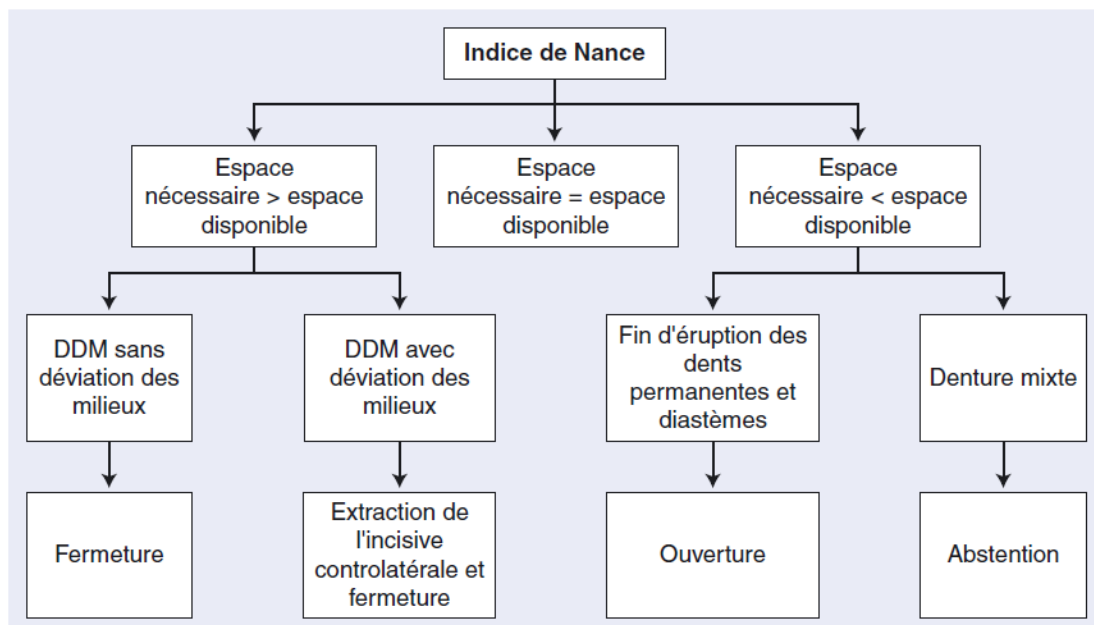 Indice de Nance
Espace
nécessaire > espace
disponible
Espace
nécessaire = espace
disponible
Espace
nécessaire < espace
disponible
DDM sans
déviation des
milieux
DDM avec
déviation des
milieux
Fin d'éruption des
dents
permanentes et
diastèmes
Denture mixte
Fermeture
Extraction de
l'incisive
controlatérale et
fermeture
Ouverture
Abstention